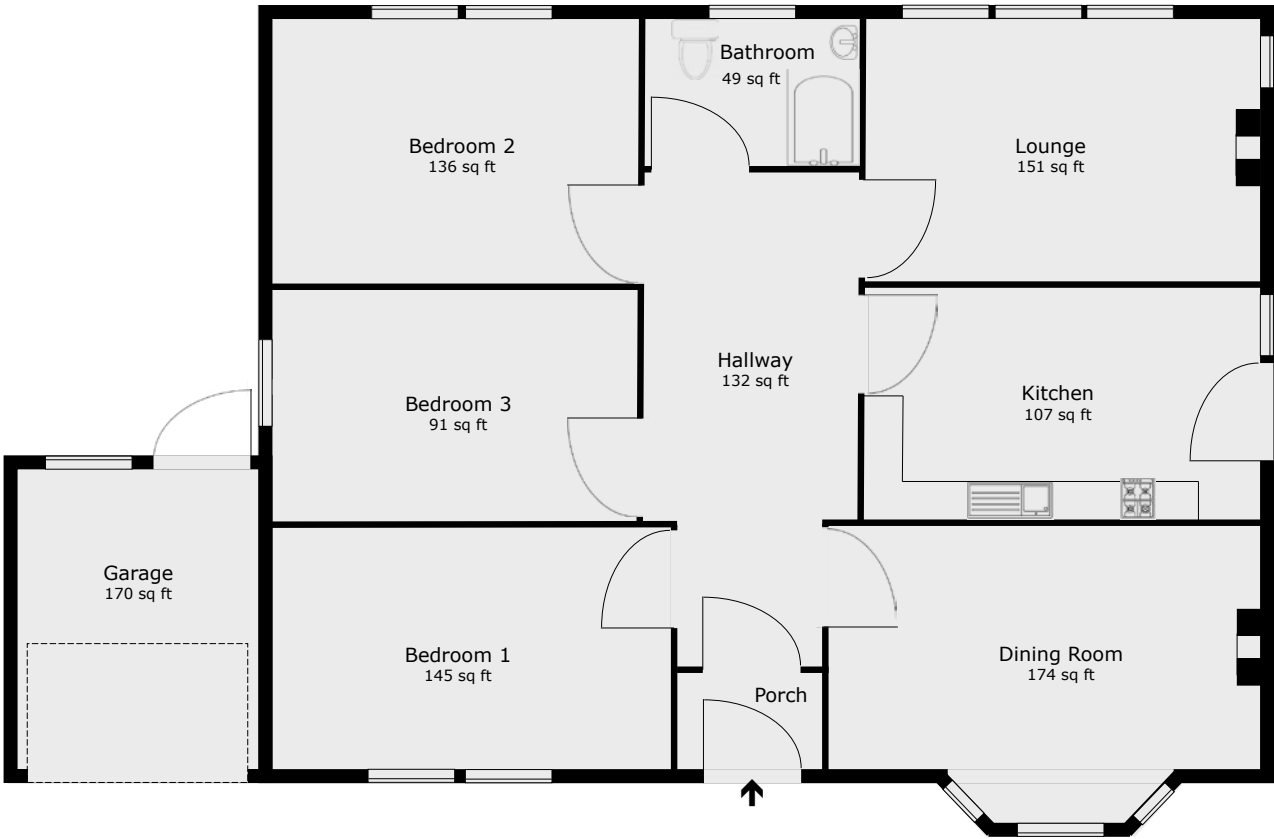 Bathroom
49 sq ft
Bedroom 2
136 sq ft
Lounge
151 sq ft
Hallway
132 sq ft
Bedroom 3
91 sq ft
Kitchen
107 sq ft
Garage
170 sq ft
Bedroom 1
145 sq ft
Dining Room
174 sq ft
Porch